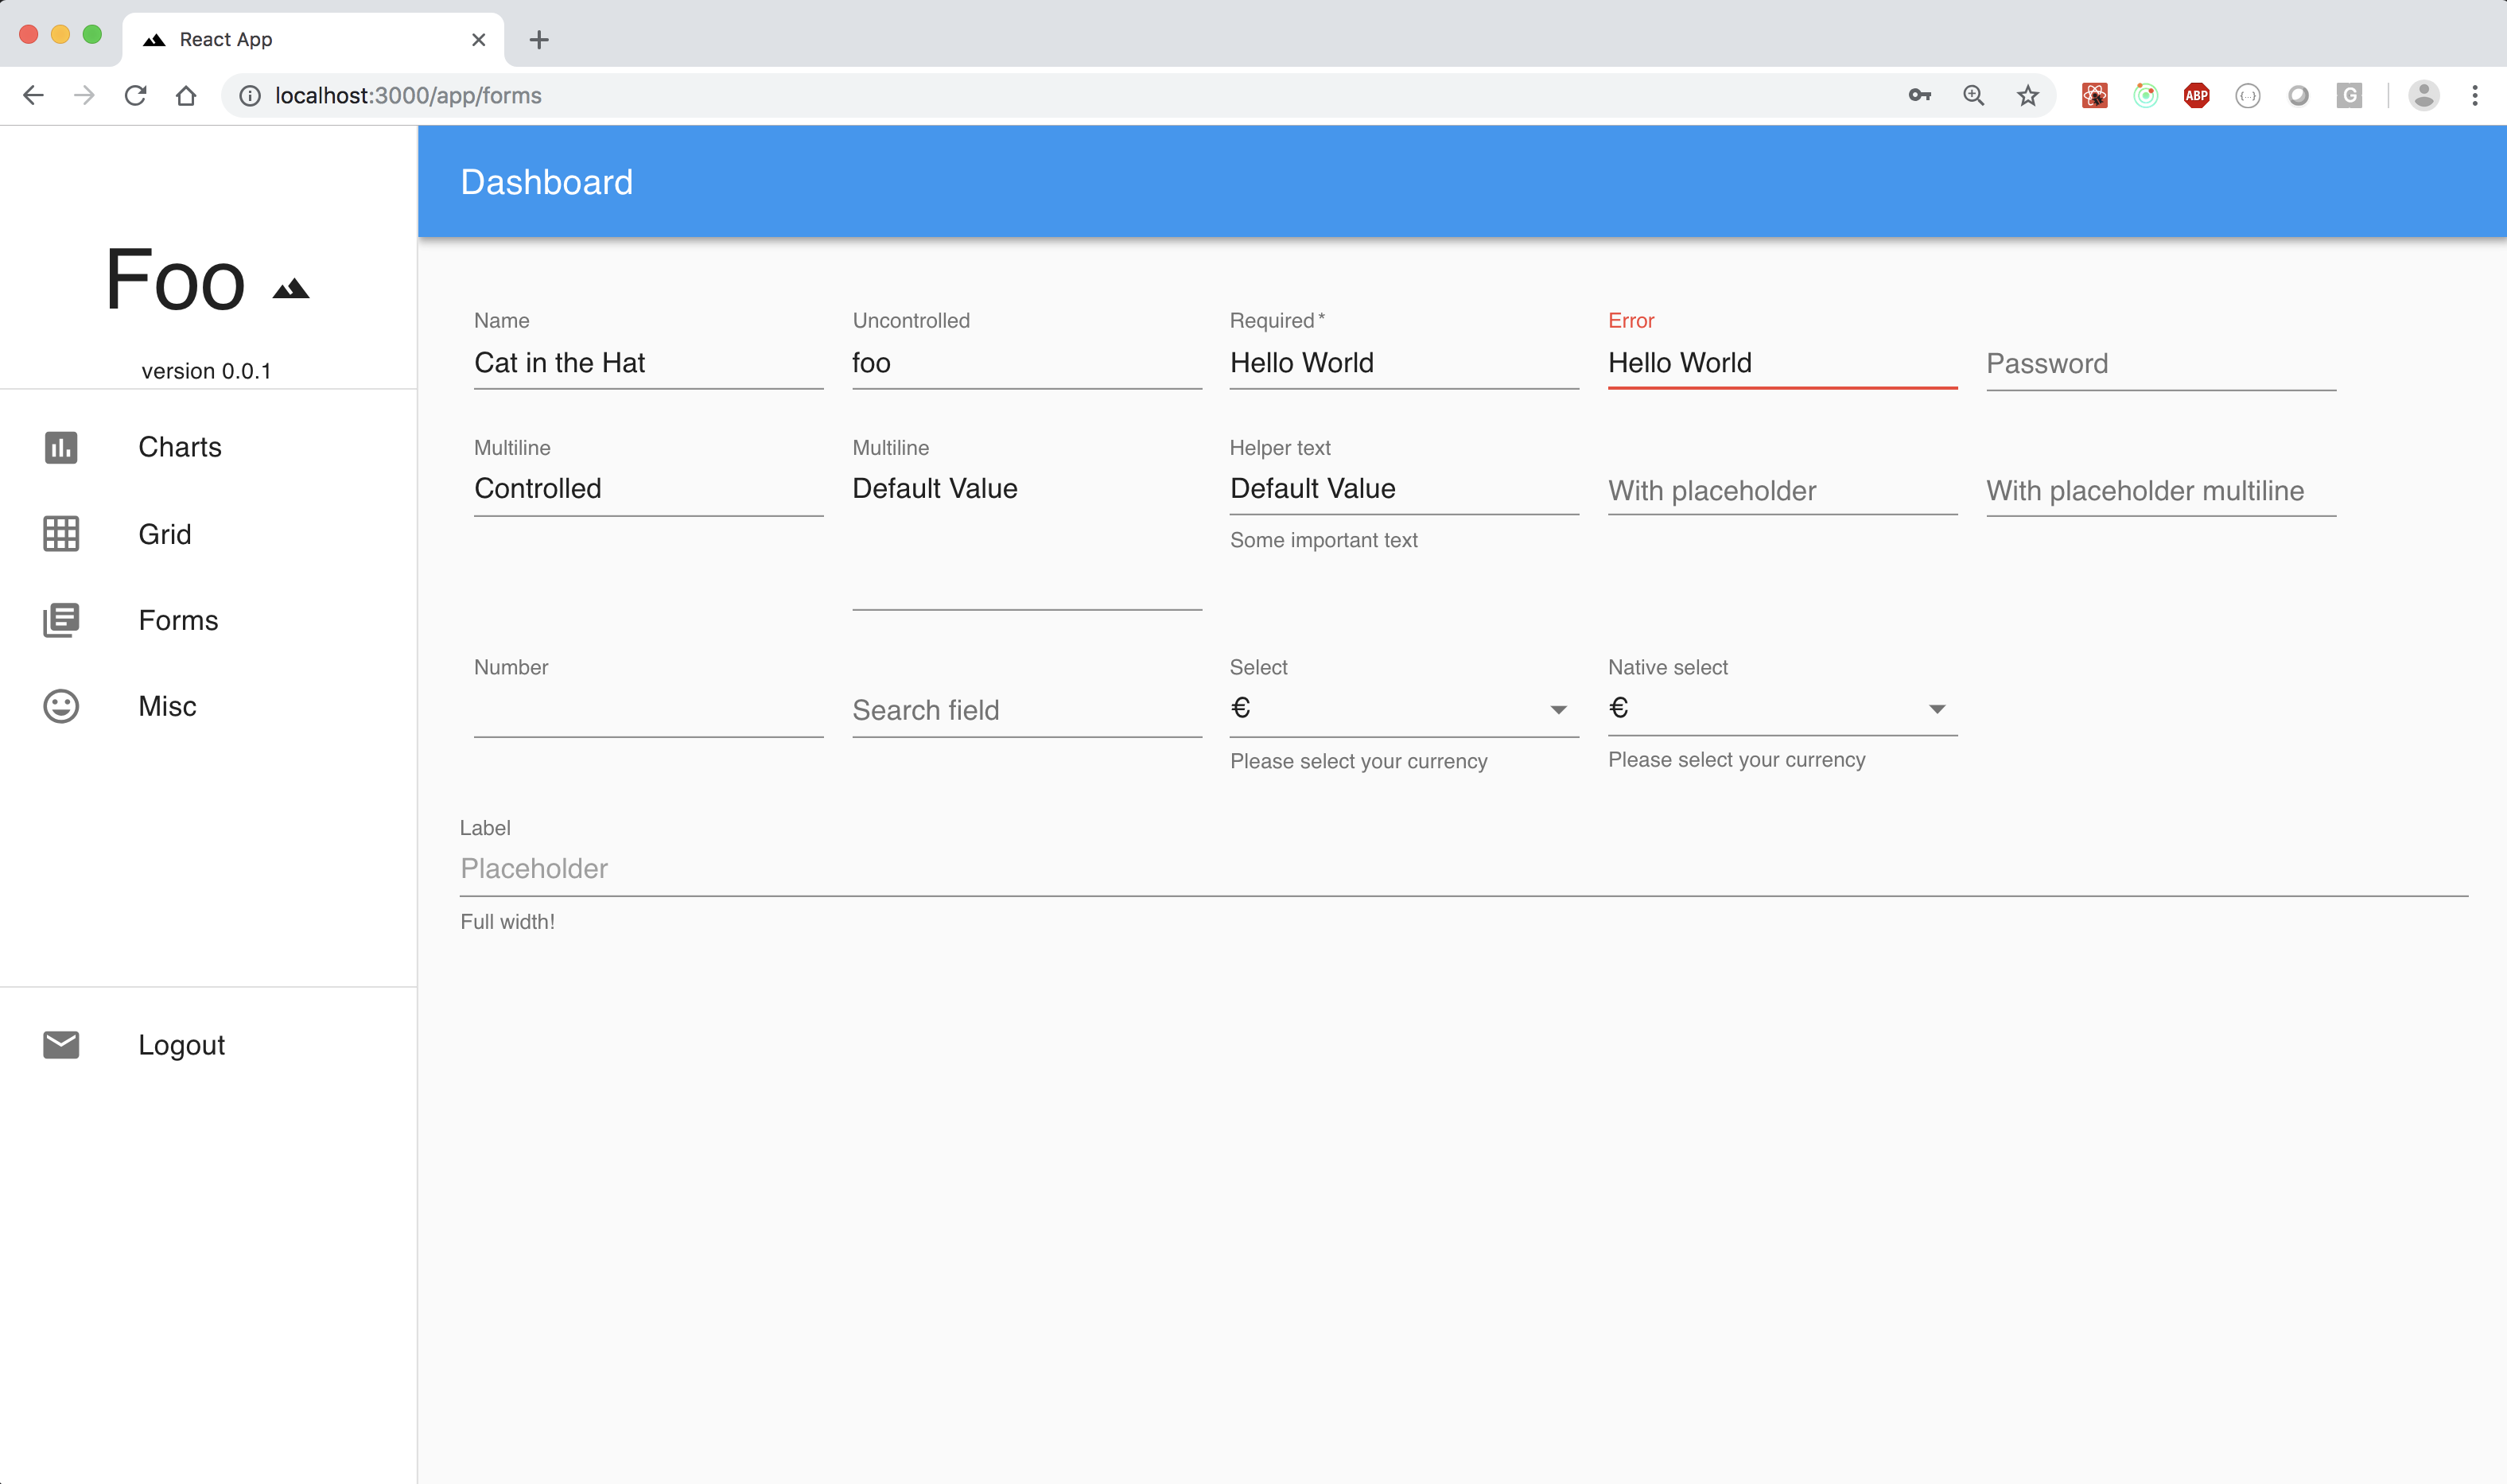 React App
localhost:3000/app/forms
ABP
{...}
G
Dashboard
Foo
version 0.0.1
Charts
Grid
Forms
Misc
Logout
Name
Cat in the Hat
Uncontrolled
foo
Required *
Hello World
Error
Hello World
Password
Multiline
Controlled
Multiline
Default Value
Helper text
Default Value
Some important text
With placeholder
With placeholder multiline
Number
Search field
Select
€
Please select your currency
Native select
€
Please select your currency
Label
Placeholder
Full width!